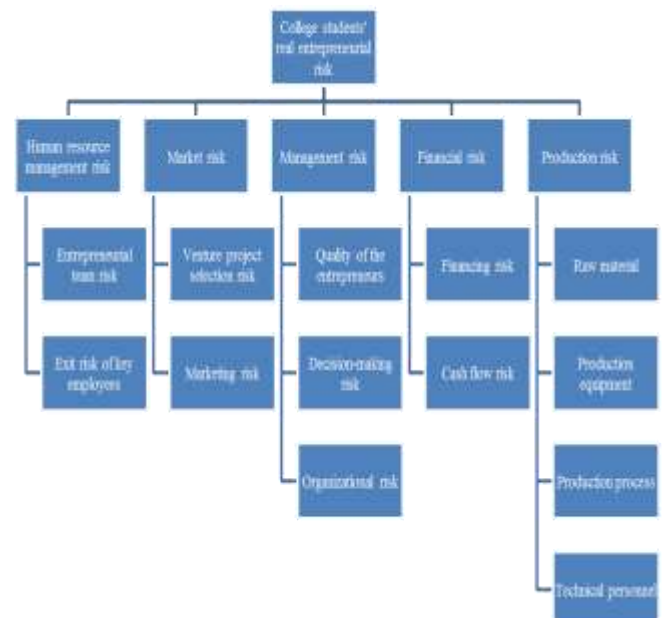 College students'
real entrepreneurial
risk
Human resource
management risk
Market risk
Management risk
Financial risk
Production risk
Entrepreneurial
team risk
Venture project
selection risk
Quality of the
entrepreneurs
Financing risk
Raw material
Exit risk of key
employees
Marketing risk
Decision-making
risk
Cash flow risk
Production
equipment
Organizational risk
Production process
Technical personnel